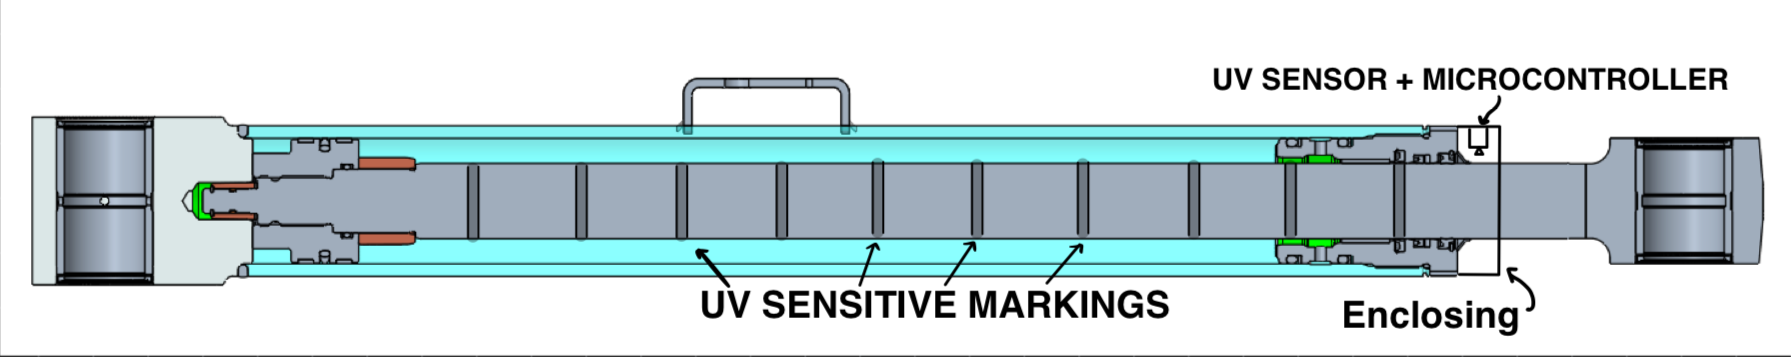 UV SENSOR + MICROCONTROLLER
UV SENSITIVE MARKINGS
Enclosing